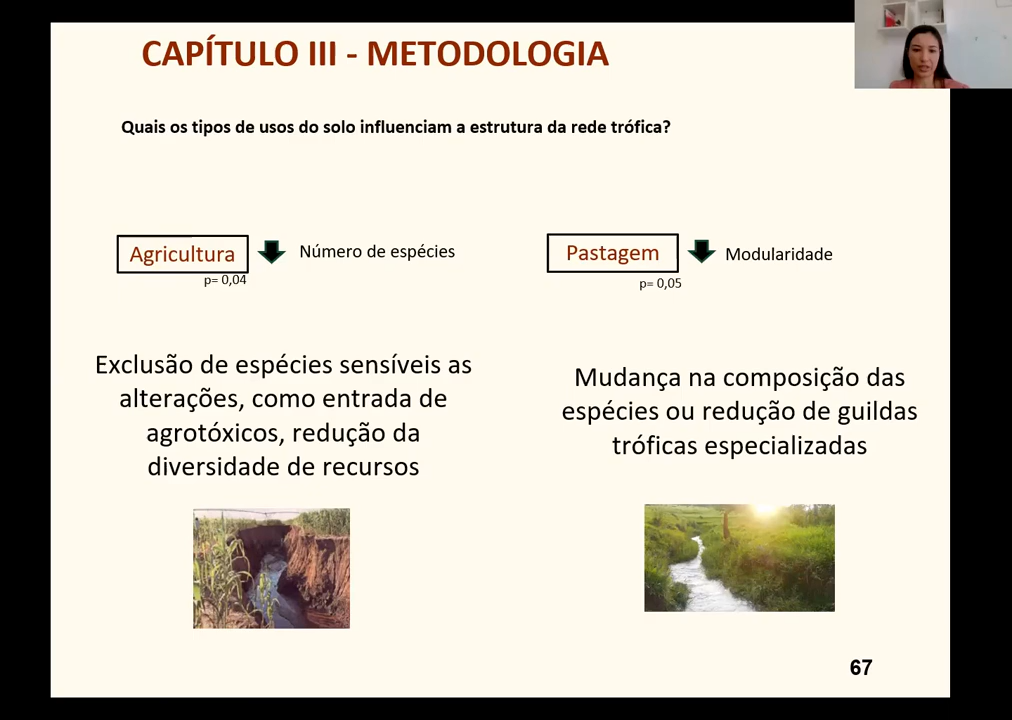 CAPÍTULO III - METODOLOGIA
Quais os tipos de usos do solo influenciam a estrutura da rede trófica?
Agricultura
Número de espécies
p= 0,04
Pastagem
Modularidade
p= 0,05
Exclusão de espécies sensíveis as
alterações, como entrada de
agrotóxicos, redução da
diversidade de recursos
Mudança na composição das
espécies ou redução de guildas
tróficas especializadas
67